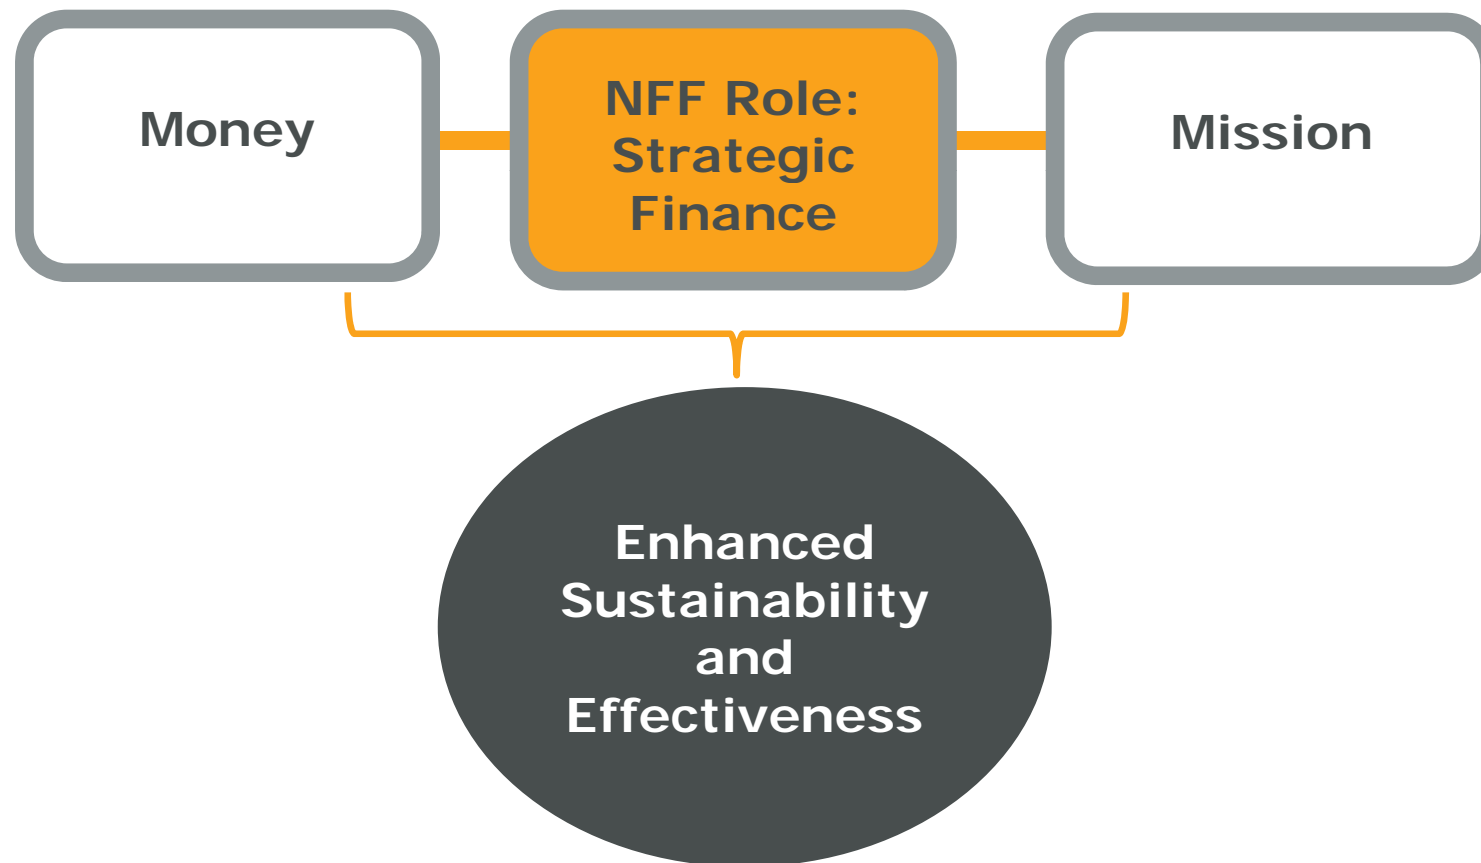 Money
NFF Role:
Strategic
Finance
Mission
Enhanced
Sustainability
and
Effectiveness